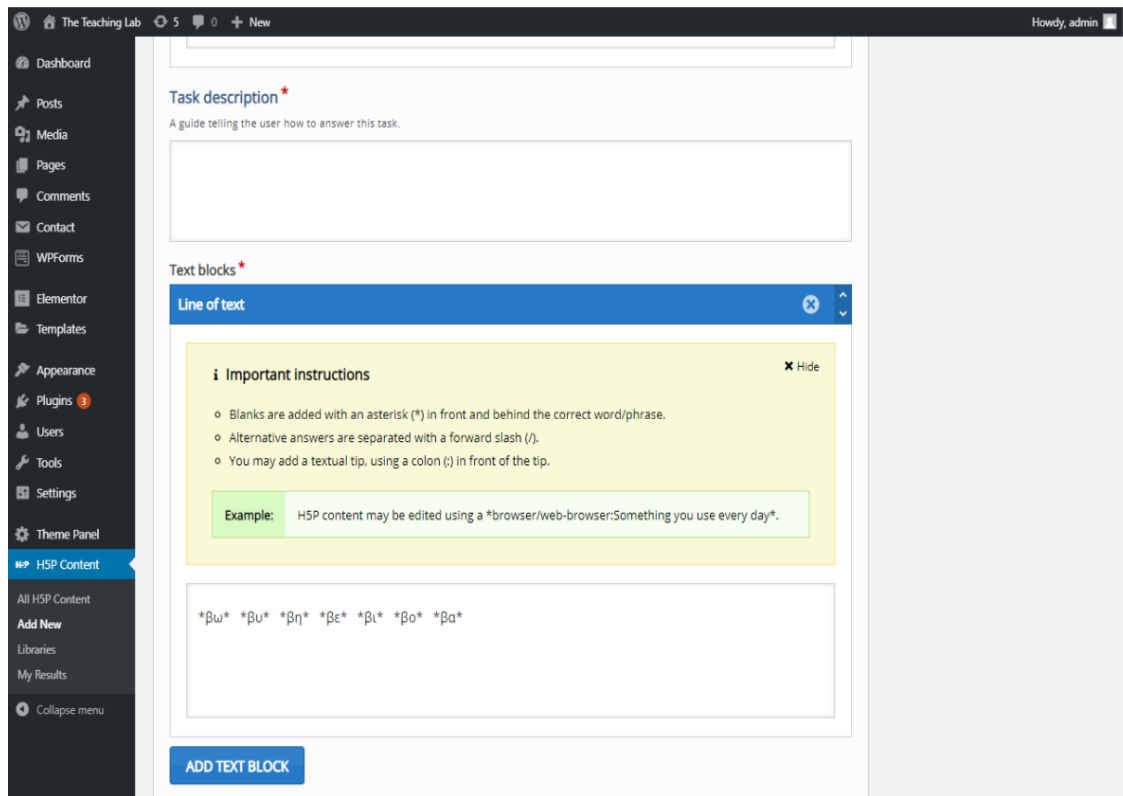 The Teaching Lab 5 0 + New Howdy, admin
Dashboard
Posts
Media
Pages
Comments
Contact
WPForms
Elementor
Templates
Appearance
Plugins 3
Users
Tools
Settings
Theme Panel
H5P H5P Content
All H5P Content
Add New
Libraries
My Results
Collapse menu
Task description *
A guide telling the user how to answer this task.
Text blocks *
Line of text
Important instructions
Hide
Blanks are added with an asterisk (*) in front and behind the correct word/phrase.
Alternative answers are separated with a forward slash (/).
You may add a textual tip, using a colon (:) in front of the tip.
Example: H5P content may be edited using a *browser/web-browser:Something you use every day*.
*βω* *βυ* *βη* *βε* *βι* *βο* *βα*
ADD TEXT BLOCK